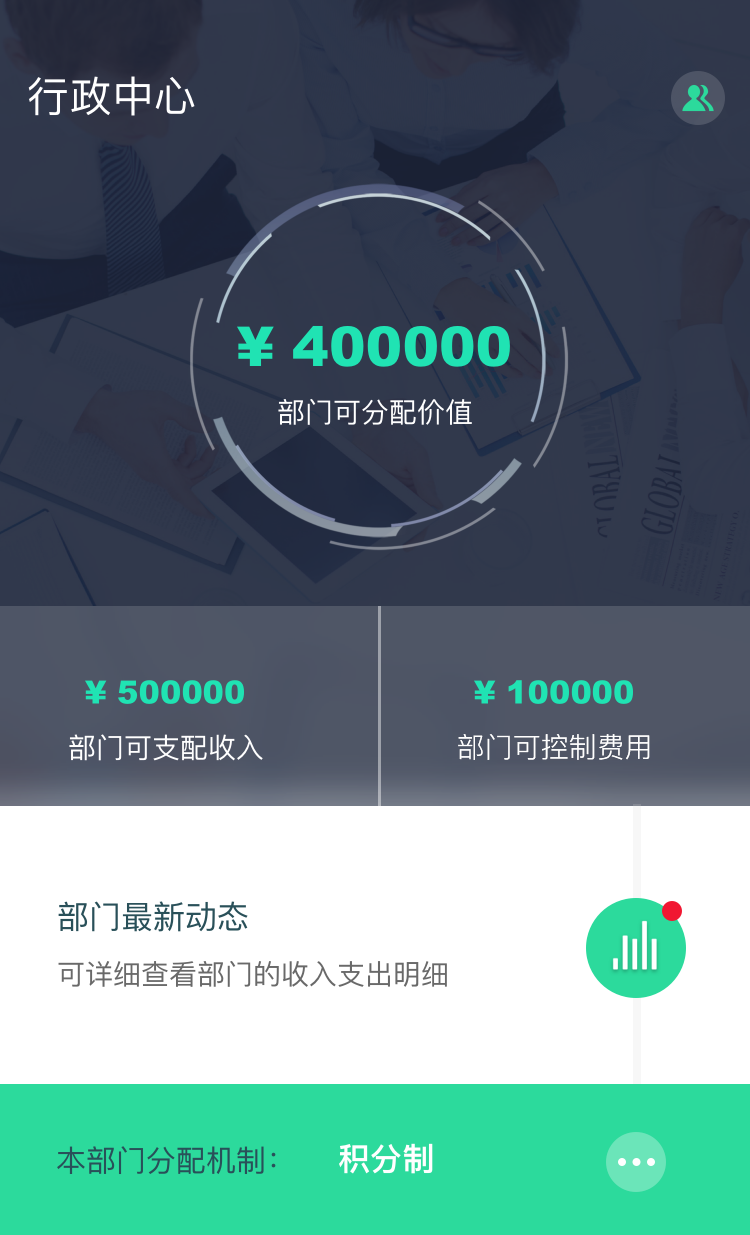 行政中心
¥ 400000
部门可分配价值
GLOBAL
¥ 500000
部门可支配收入
¥ 100000
部门可控制费用
部门最新动态
可详细查看部门的收入支出明细
本部门分配机制： 积分制